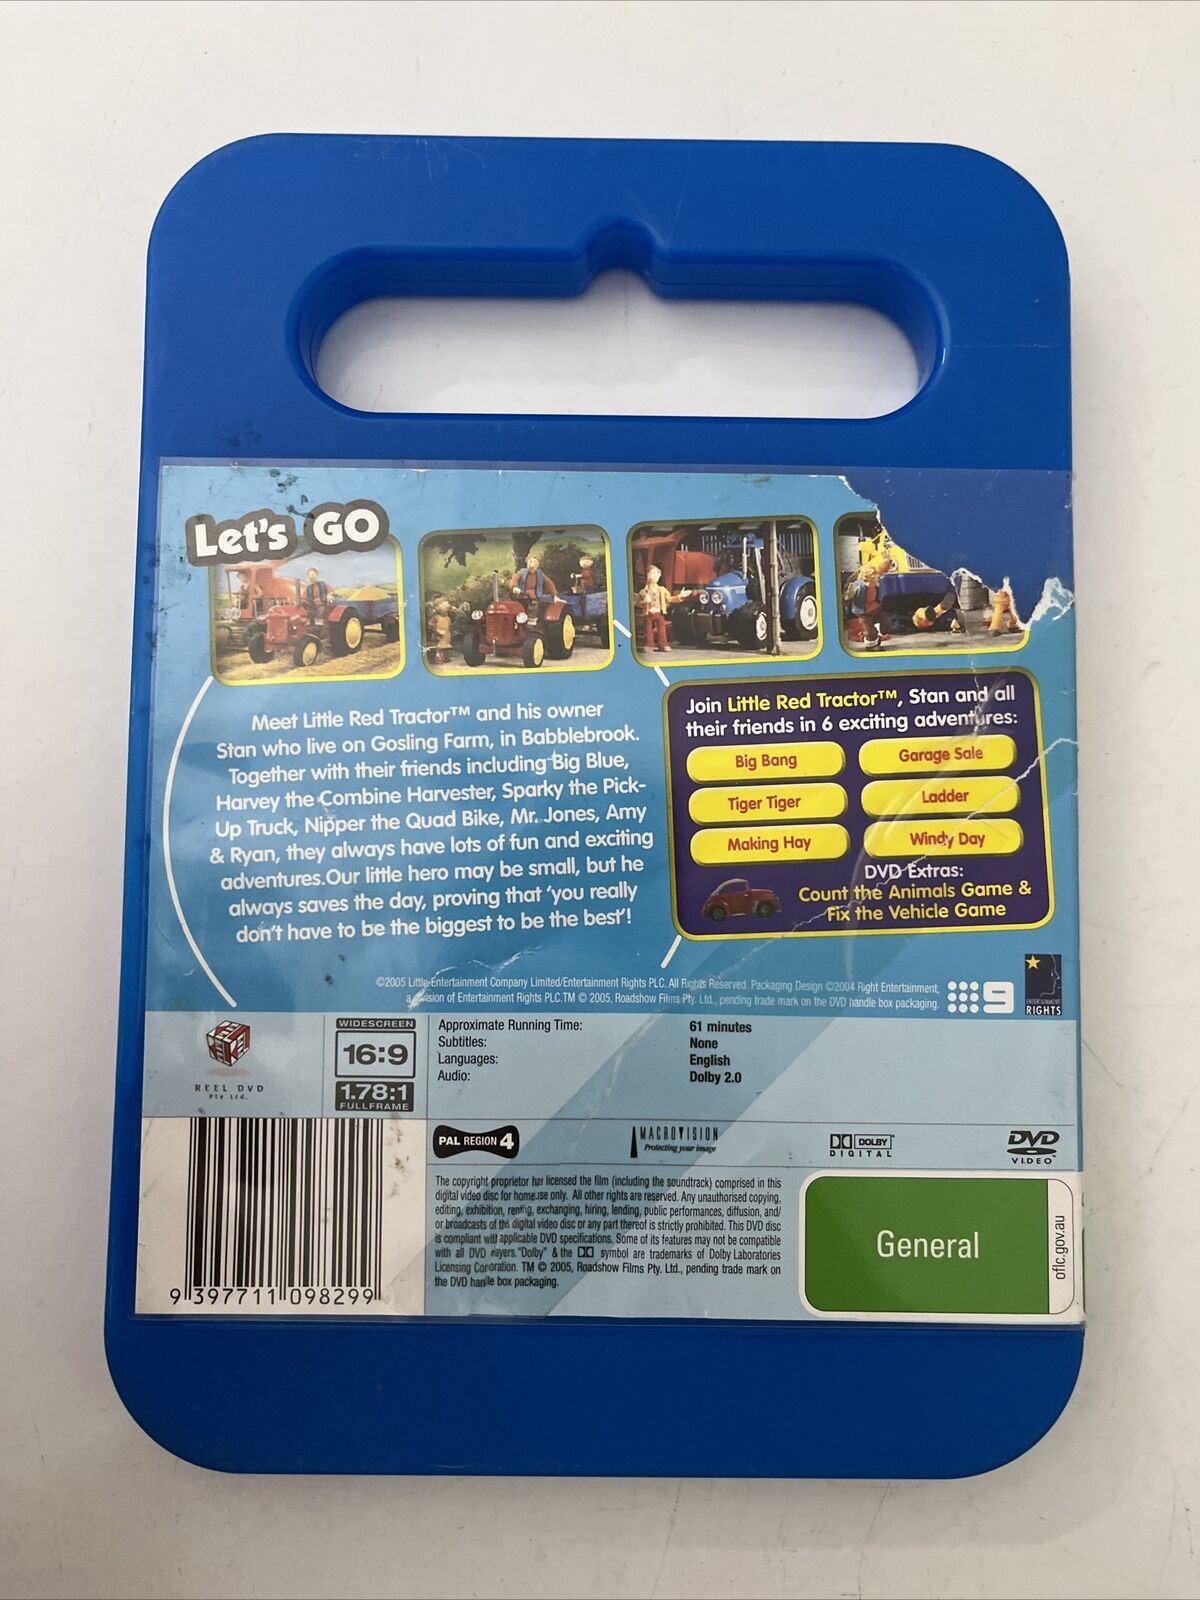 Let's GO
Meet Little Red Tractor™ and his owner
Stan who live on Gosling Farm, in Babblebrook.
Together with their friends including Big Blue,
Harvey the Combine Harvester, Sparky the Pick-
Up Truck, Nipper the Quad Bike, Mr. Jones, Amy
& Ryan, they always have lots of fun and exciting
adventures.Our little hero may be small, but he
always saves the day, proving that 'you really
don't have to be the biggest to be the best'!
Join Little Red Tractor™, Stan and all
their friends in 6 exciting adventures:
Big Bang
Garage Sale
Tiger Tiger
Ladder
Making Hay
Windy Day
DVD Extras:
Count the Animals Game &
Fix the Vehicle Game
©2005 Little Entertainment Company Limited/Entertainment Rights PLC. All Rights Reserved. Packaging Design ©2004 Right Entertainment,
a division of Entertainment Rights PLC.TM © 2005, Roadshow Films Pty. Ltd., pending trade mark on the DVD handle box packaging.
9
ENTERTAINMENT
RIGHTS
REEL DVD
Pty Ltd.
WIDESCREEN
16:9
1.78:1
FULLFRAME
Approximate Running Time: 61 minutes
Subtitles: None
Languages: English
Audio: Dolby 2.0
PAL REGION 4
MACROVISION
Protecting your image
DOLBY
DIGITAL
DVD
VIDEO™
The copyright proprietor has licensed the film (including the soundtrack) comprised in this
digital video disc for home use only. All other rights are reserved. Any unauthorised copying,
editing, exhibition, renting, exchanging, hiring, lending, public performances, diffusion, and/
or broadcasts of this digital video disc or any part thereof is strictly prohibited. This DVD disc
is compliant with applicable DVD specifications. Some of its features may not be compatible
with all DVD players. "Dolby" & the symbol are trademarks of Dolby Laboratories
Licensing Corporation. TM © 2005, Roadshow Films Pty. Ltd., pending trade mark on
the DVD handle box packaging.
General
oflc.gov.au
9 397711 098299